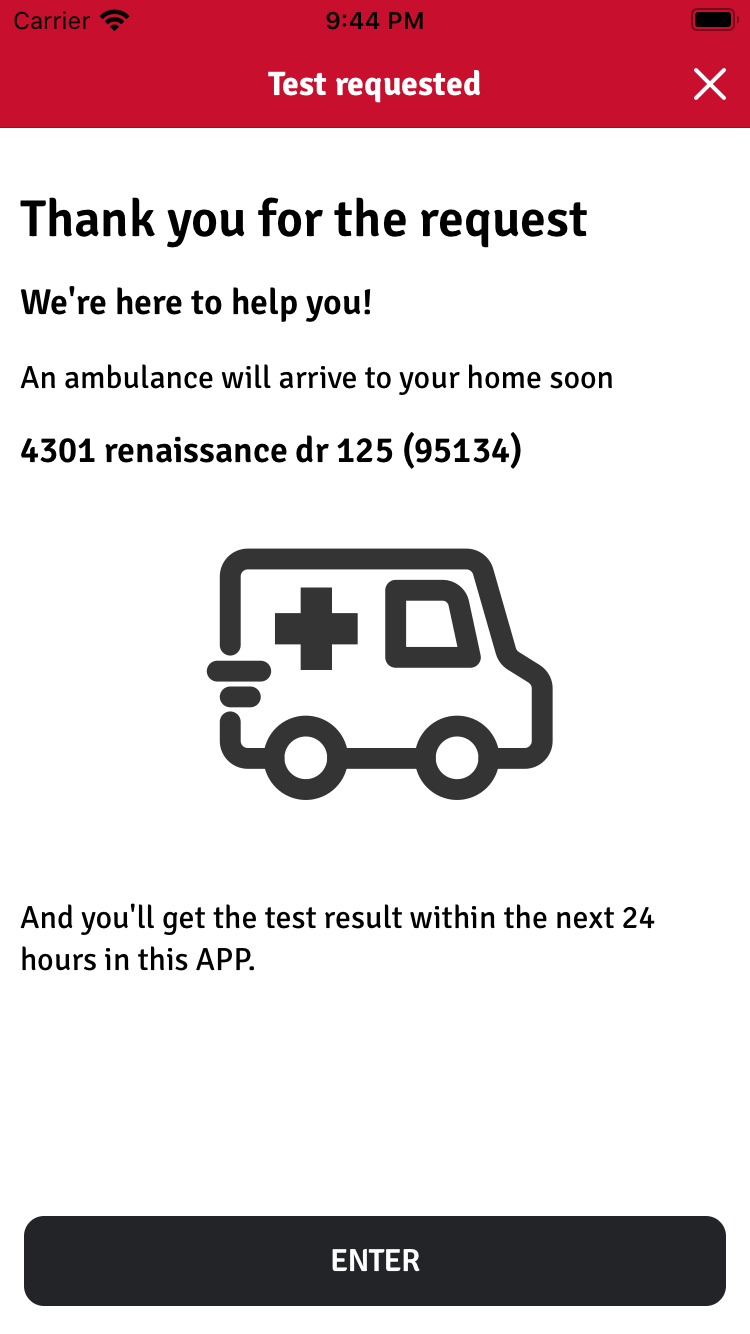 Carrier 9:44 PM
Test requested
Thank you for the request
We're here to help you!
An ambulance will arrive to your home soon
4301 renaissance dr 125 (95134)
And you'll get the test result within the next 24
hours in this APP.
ENTER